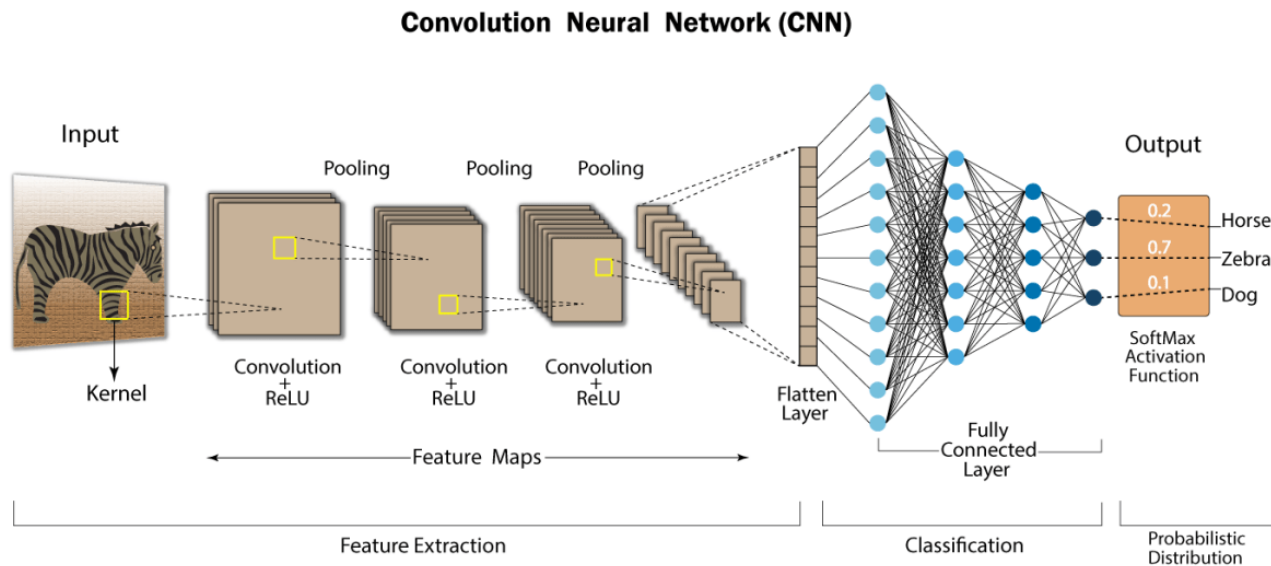 Convolution Neural Network (CNN)
Input
Pooling
Pooling
Pooling
Output
0.2
Horse
0.7
Zebra
0.1
Dog
SoftMax
Activation
Function
Kernel
Convolution
+
ReLU
Convolution
+
ReLU
Convolution
+
ReLU
Flatten
Layer
Fully
Connected
Layer
Feature Maps
Feature Extraction
Classification
Probabilistic
Distribution